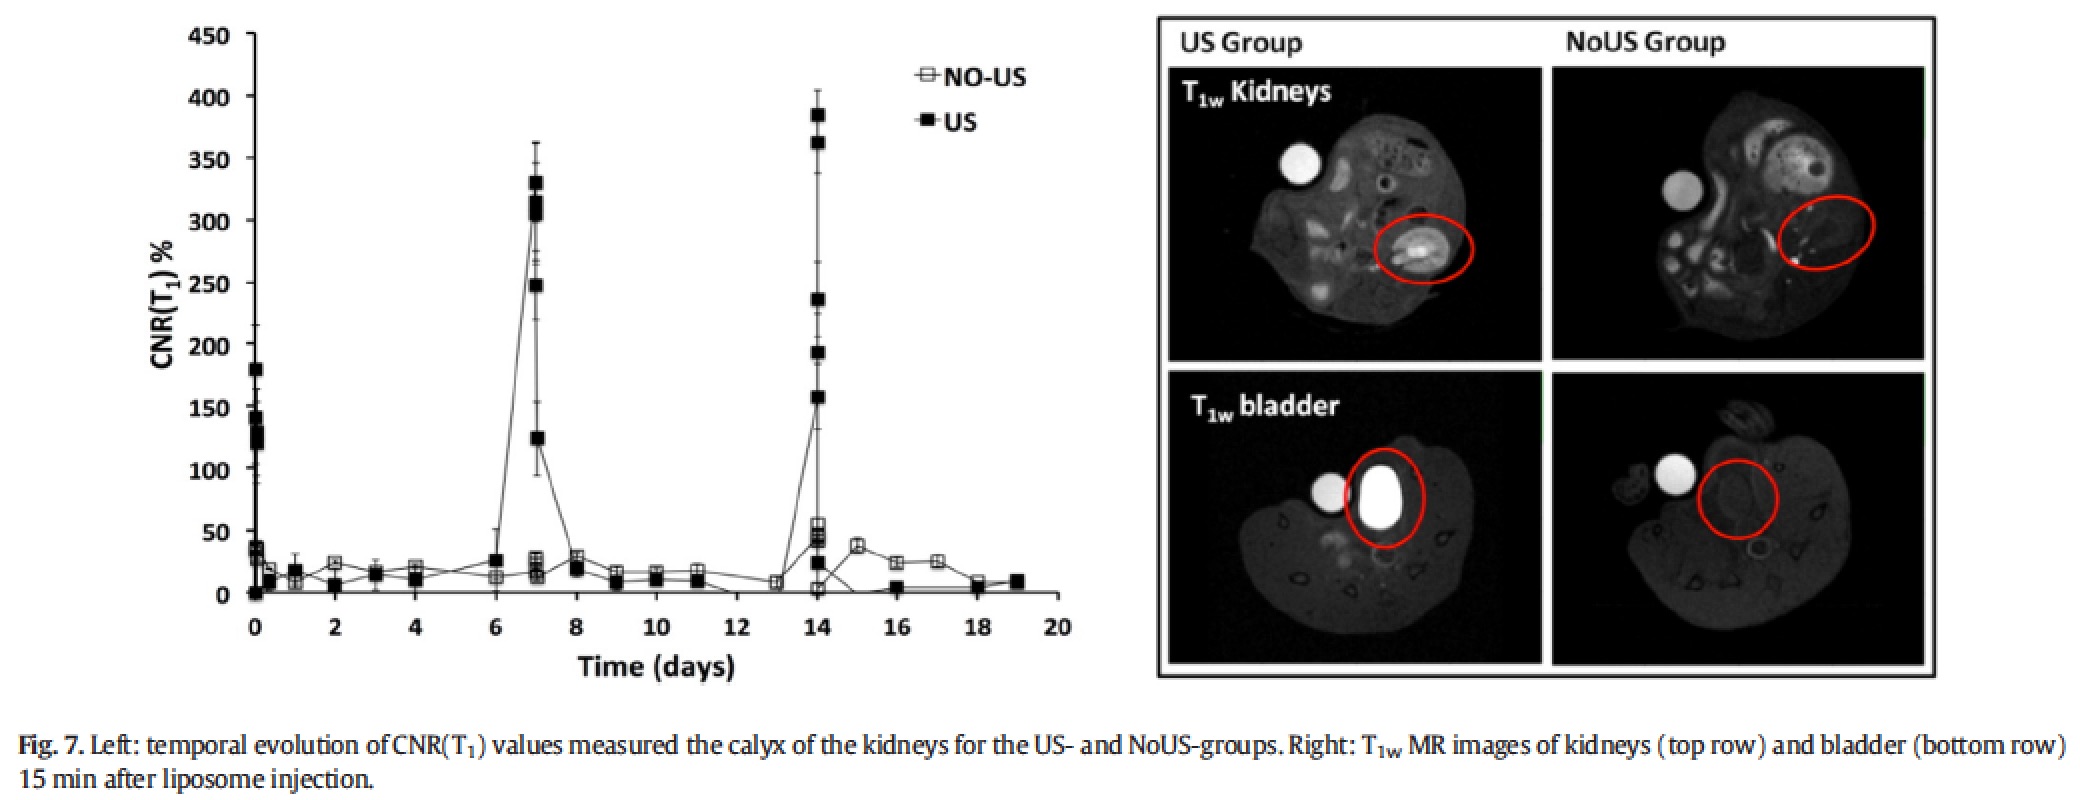 450
400
350
300
250
200
150
100
50
0
CNR(T1) %
0 2 4 6 8 10 12 14 16 18 20
Time (days)
NO-US
US
US Group NoUS Group
T1w Kidneys
T1w bladder
Fig. 7. Left: temporal evolution of CNR(T1) values measured the calyx of the kidneys for the US- and NoUS-groups. Right: T1w MR images of kidneys (top row) and bladder (bottom row)
15 min after liposome injection.